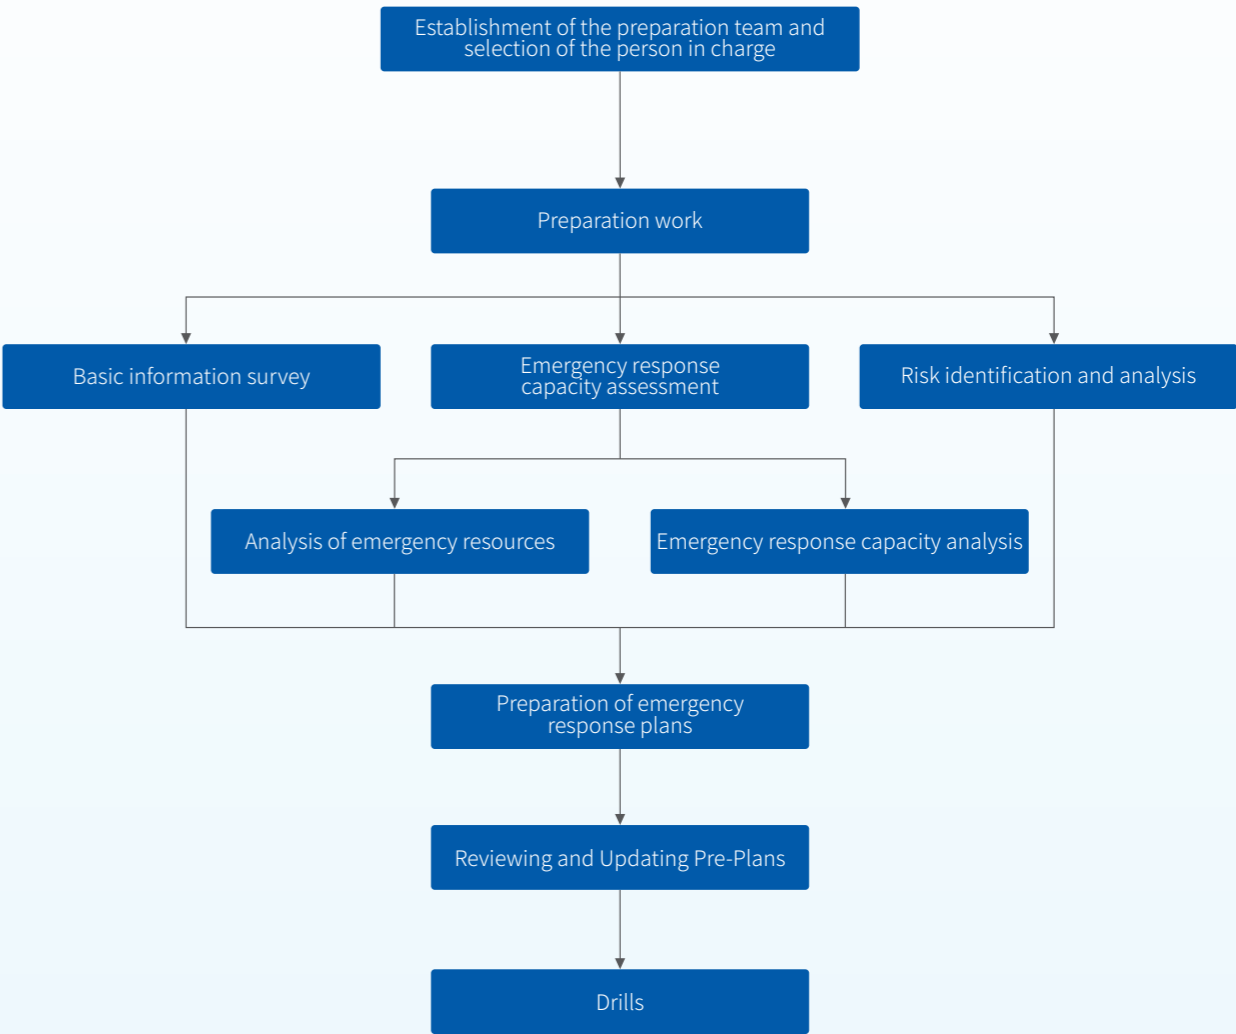 Establishment of the preparation team and
selection of the person in charge
Preparation work
Basic information survey
Emergency response
capacity assessment
Risk identification and analysis
Analysis of emergency resources
Emergency response capacity analysis
Preparation of emergency
response plans
Reviewing and Updating Pre-Plans
Drills